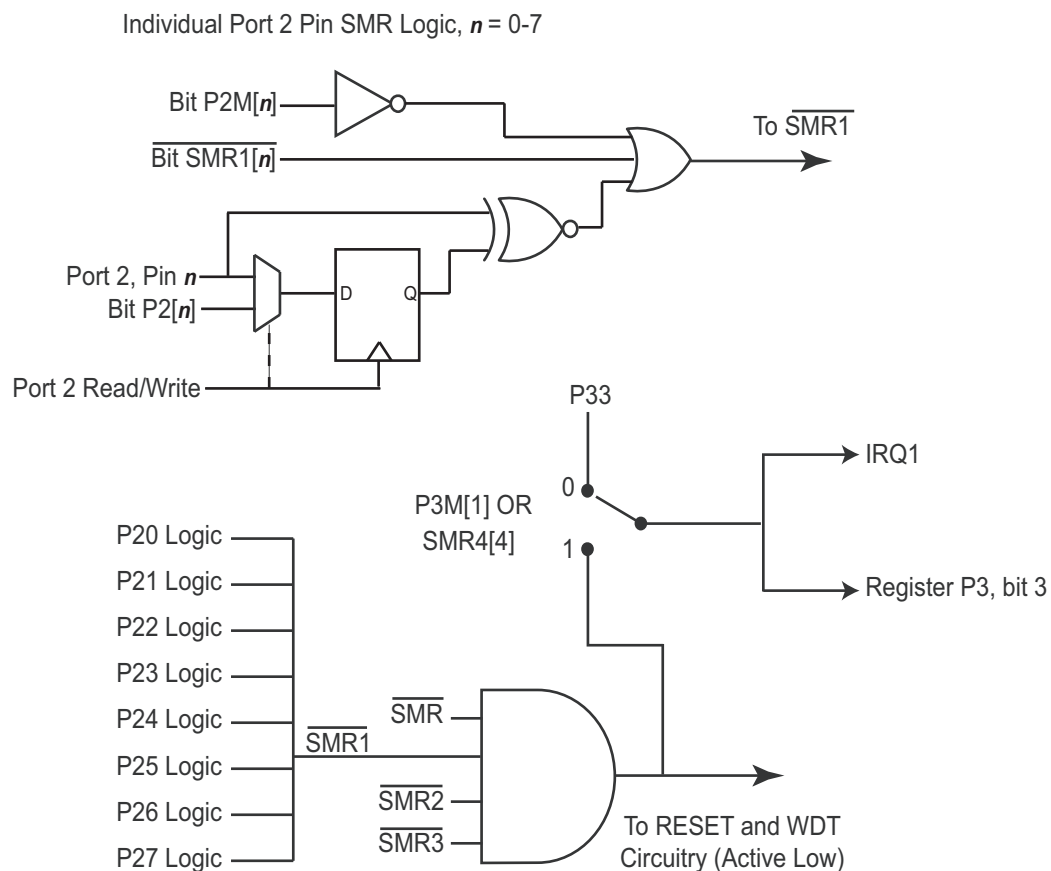 Individual Port 2 Pin SMR Logic, n = 0-7
Bit P2M[n]
To SMR1
Bit SMR1[n]
Port 2, Pin n
D
Q
Bit P2[n]
Port 2 Read/Write
P33
IRQ1
0
P3M[1] OR
SMR4[4]
1
Register P3, bit 3
P20 Logic
P21 Logic
P22 Logic
P23 Logic
P24 Logic
P25 Logic
P26 Logic
P27 Logic
SMR
SMR1
SMR2
SMR3
To RESET and WDT
Circuitry (Active Low)